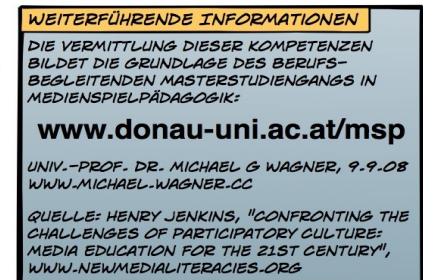 WEITERFÜHRENDE INFORMATIONEN
DIE VERMITTLUNG DIESER KOMPETENZEN
BILDET DIE GRUNDLAGE DES BERUFS-
BEGLEITENDEN MASTERSTUDIENGANGS IN
MEDIENSPIELPÄDAGOGIK:
www.donau-uni.ac.at/msp
UNIV.-PROF. DR. MICHAEL G WAGNER, 9.9.08
WWW.MICHAEL-WAGNER.CC
QUELLE: HENRY JENKINS, "CONFRONTING THE
CHALLENGES OF PARTICIPATORY CULTURE:
MEDIA EDUCATION FOR THE 21ST CENTURY",
WWW.NEWMEDIALITERACIES.ORG